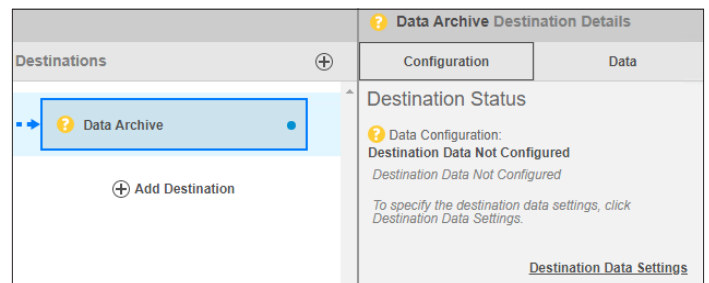 Data Archive Destination Details
Destinations
Configuration
Data
Data Archive
Add Destination
Destination Status
Data Configuration:
Destination Data Not Configured
Destination Data Not Configured
To specify the destination data settings, click
Destination Data Settings.
Destination Data Settings